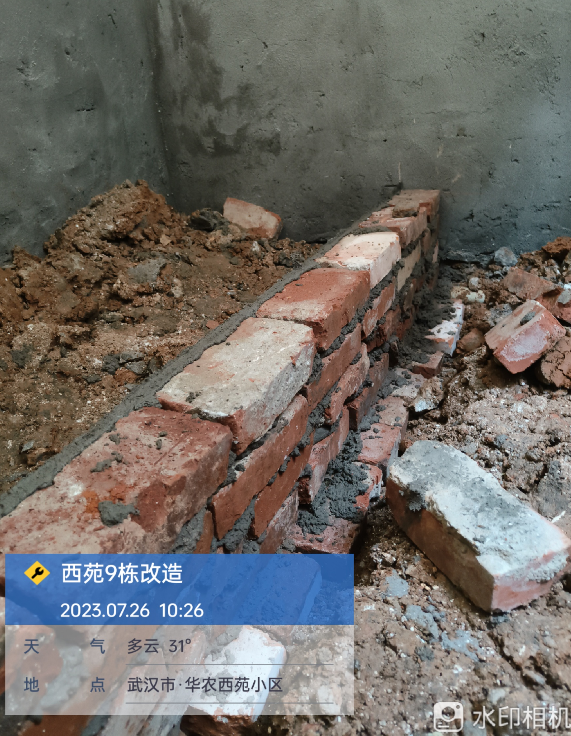 西苑9栋改造
2023.07.26 10:26
天 气 多云 31°
地 点 武汉市·华农西苑小区
水印相机